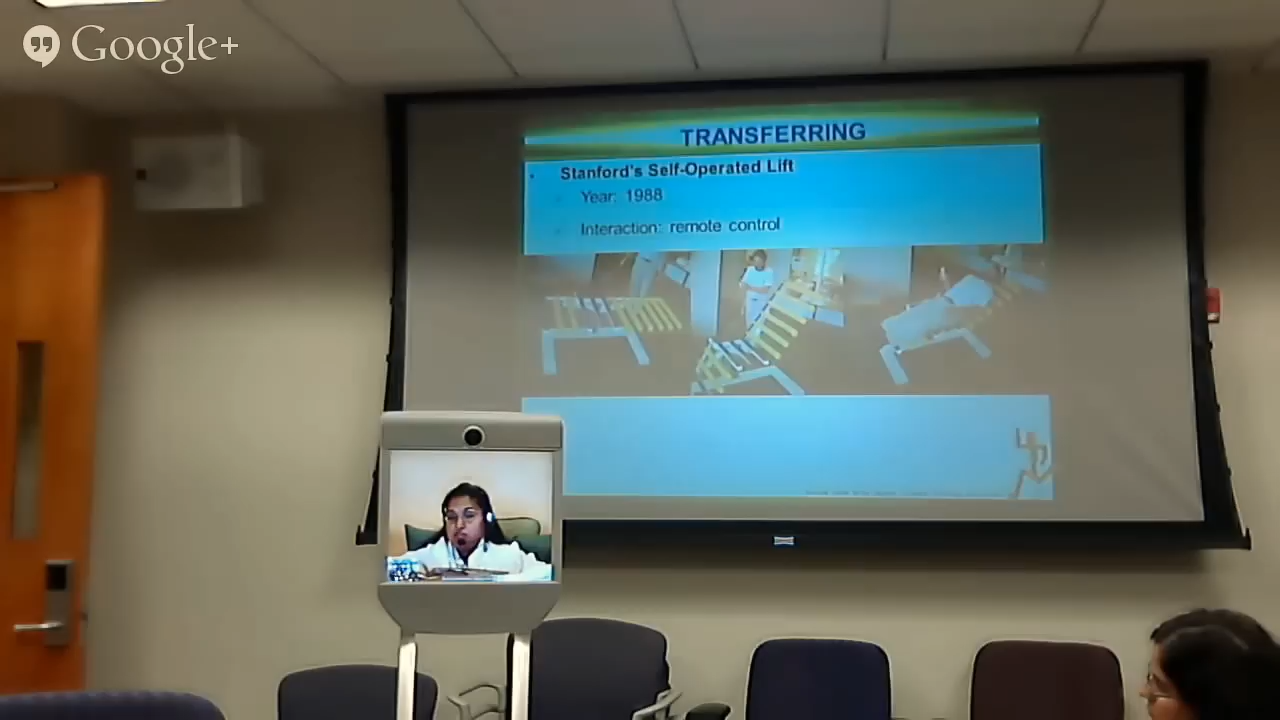 Google+
TRANSFERRING
Stanford's Self-Operated Lift
Year: 1988
Interaction: remote control